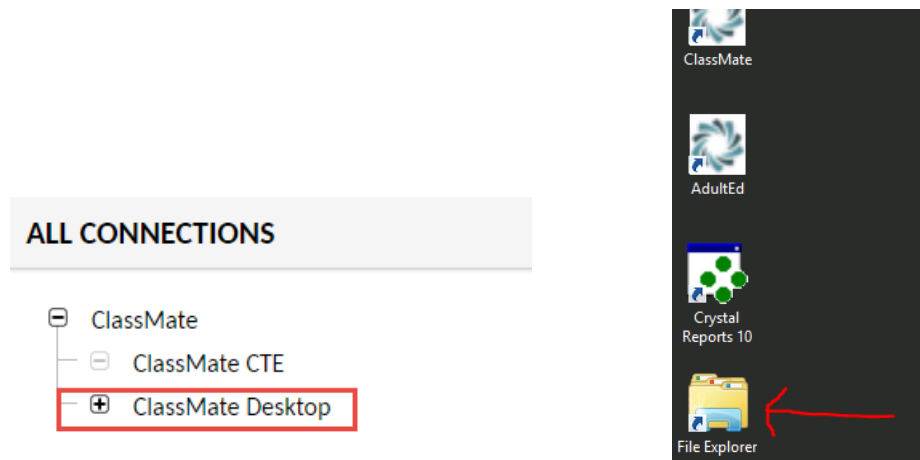 ALL CONNECTIONS
ClassMate
ClassMate CTE
ClassMate Desktop
ClassMate
AdultEd
Crystal
Reports 10
File Explorer